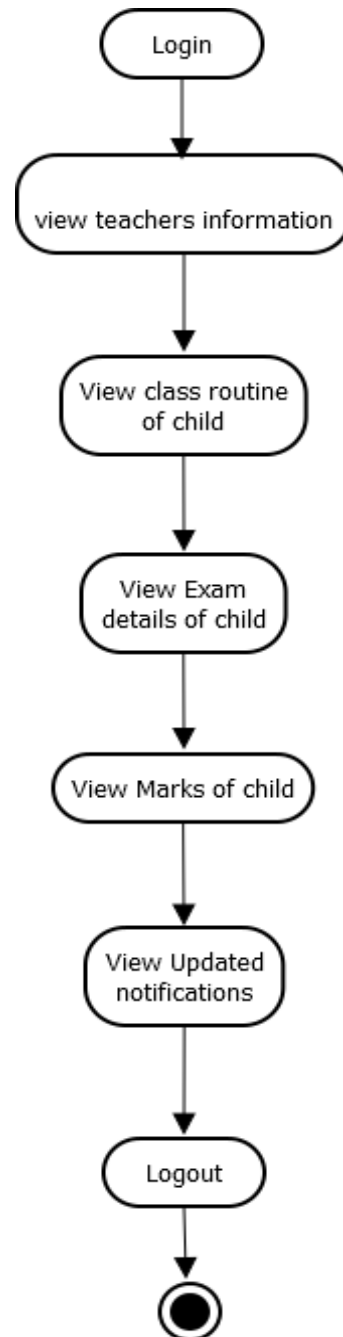 Login
view teachers information
View class routine
of child
View Exam
details of child
View Marks of child
View Updated
notifications
Logout